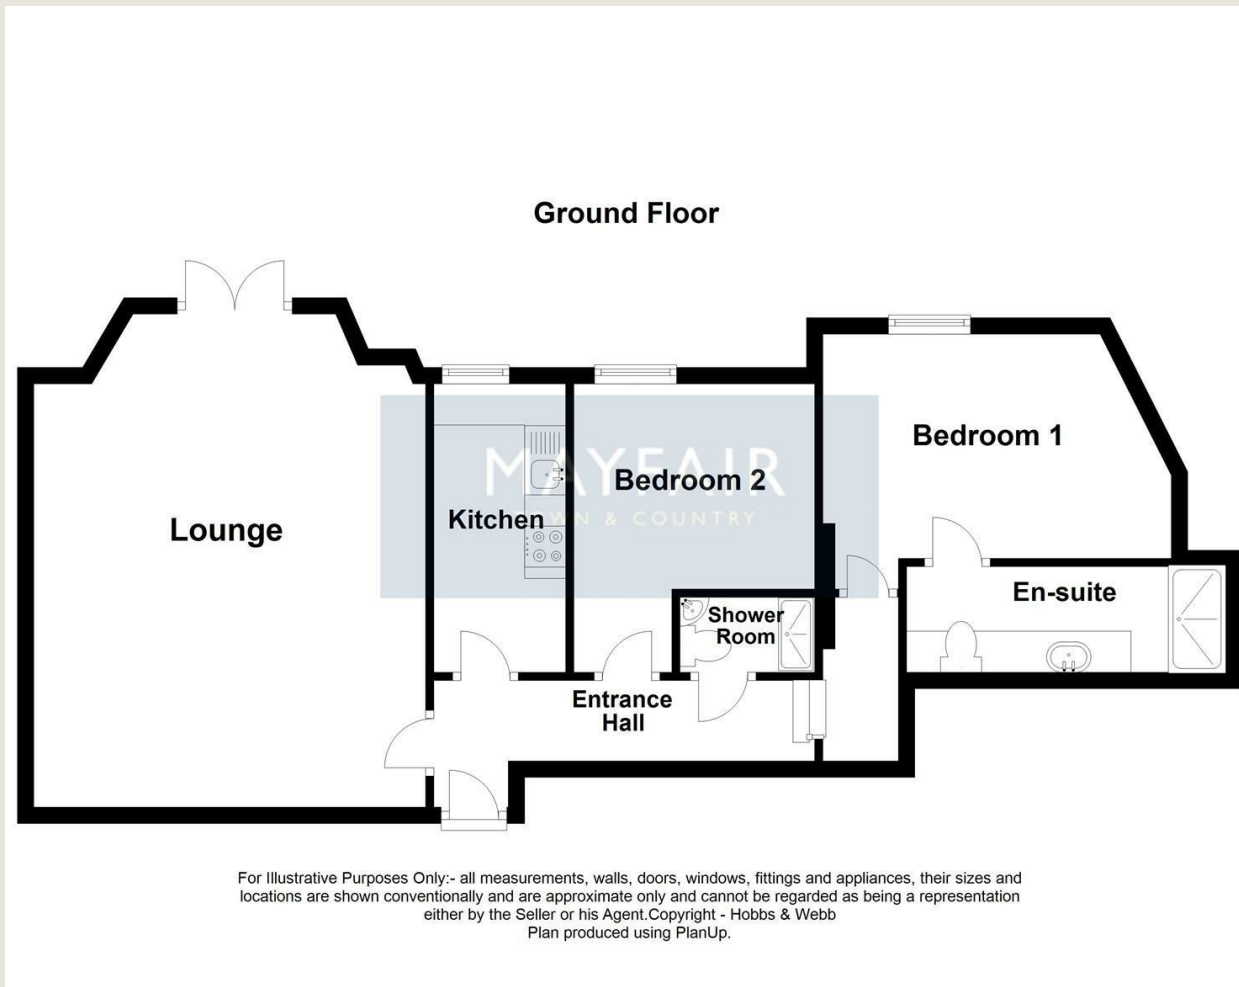 Ground Floor
Bedroom 1
MAYFAIR
TOWN & COUNTRY
Bedroom 2
Kitchen
Lounge
En-suite
Shower
Room
Entrance
Hall
For Illustrative Purposes Only:- all measurements, walls, doors, windows, fittings and appliances, their sizes and
locations are shown conventionally and are approximate only and cannot be regarded as being a representation
either by the Seller or his Agent.Copyright - Hobbs & Webb
Plan produced using PlanUp.